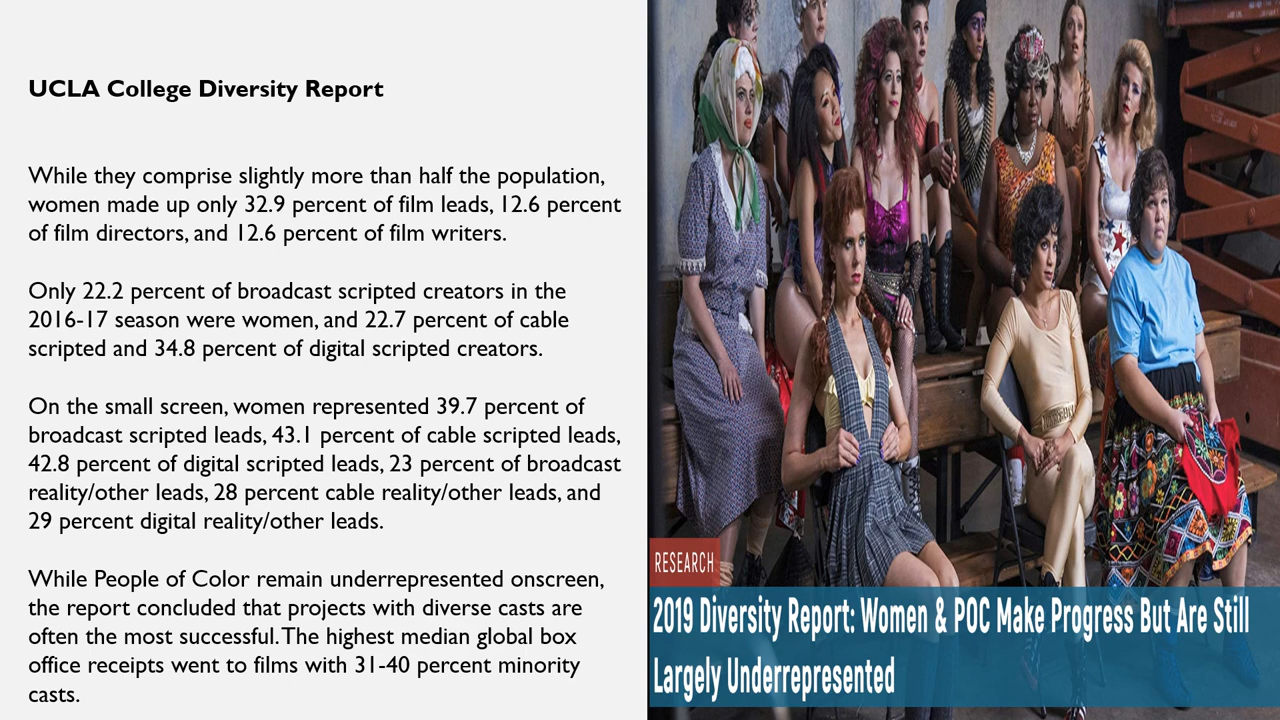 UCLA College Diversity Report
While they comprise slightly more than half the population,
women made up only 32.9 percent of film leads, 12.6 percent
of film directors, and 12.6 percent of film writers.
Only 22.2 percent of broadcast scripted creators in the
2016-17 season were women, and 22.7 percent of cable
scripted and 34.8 percent of digital scripted creators.
On the small screen, women represented 39.7 percent of
broadcast scripted leads, 43.1 percent of cable scripted leads,
42.8 percent of digital scripted leads, 23 percent of broadcast
reality/other leads, 28 percent cable reality/other leads, and
29 percent digital reality/other leads.
While People of Color remain underrepresented onscreen,
the report concluded that projects with diverse casts are
often the most successful. The highest median global box
office receipts went to films with 31-40 percent minority
casts.
RESEARCH
2019 Diversity Report: Women & POC Make Progress But Are Still
Largely Underrepresented